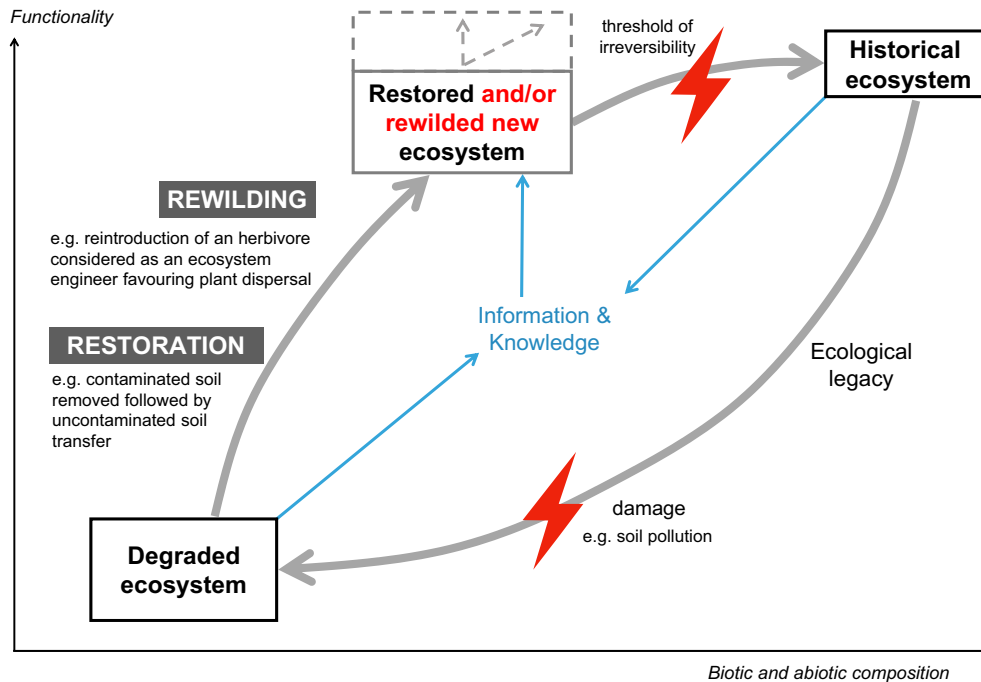 Functionality
threshold of
irreversibility
Historical
ecosystem
Restored and/or
rewilded new
ecosystem
REWILDING
e.g. reintroduction of an herbivore
considered as an ecosystem
engineer favouring plant dispersal
Information &
Knowledge
RESTORATION
e.g. contaminated soil
removed followed by
uncontaminated soil
transfer
Ecological
legacy
damage
e.g. soil pollution
Degraded
ecosystem
Biotic and abiotic composition